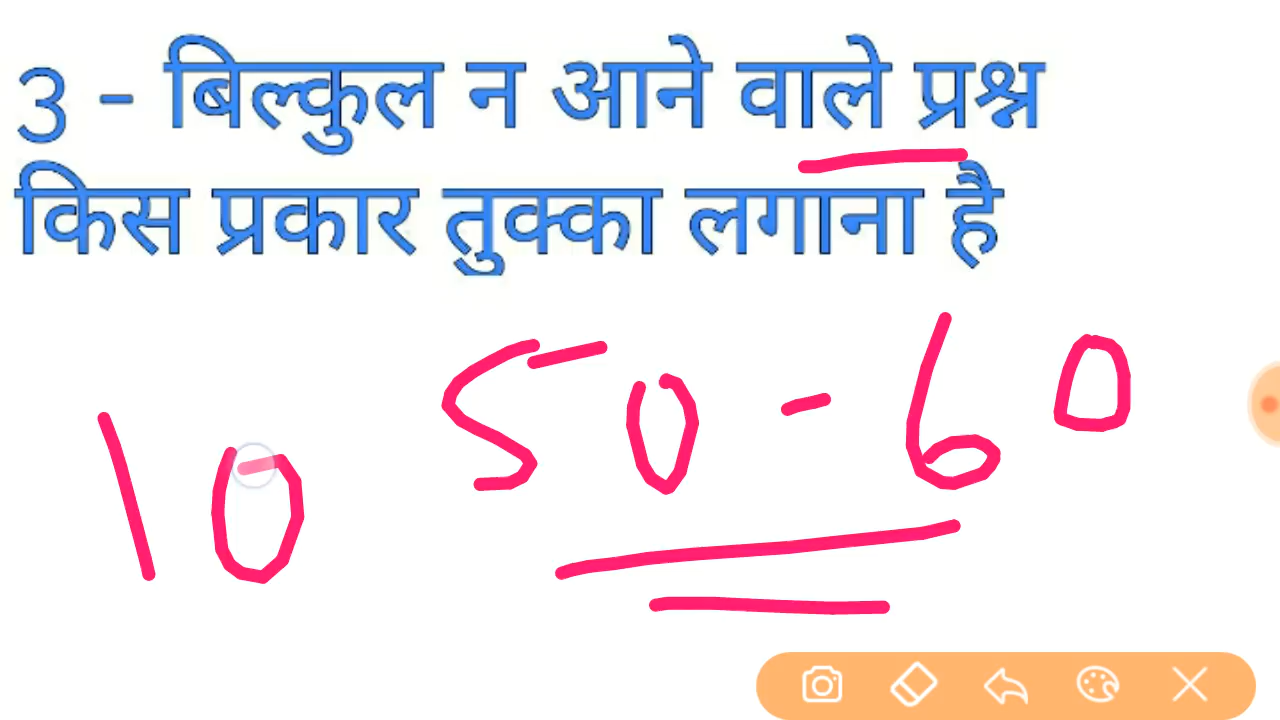 3 - बिल्कुल न आने वाले प्रश्न
किस प्रकार तुक्का लगाना है
10 50 - 60